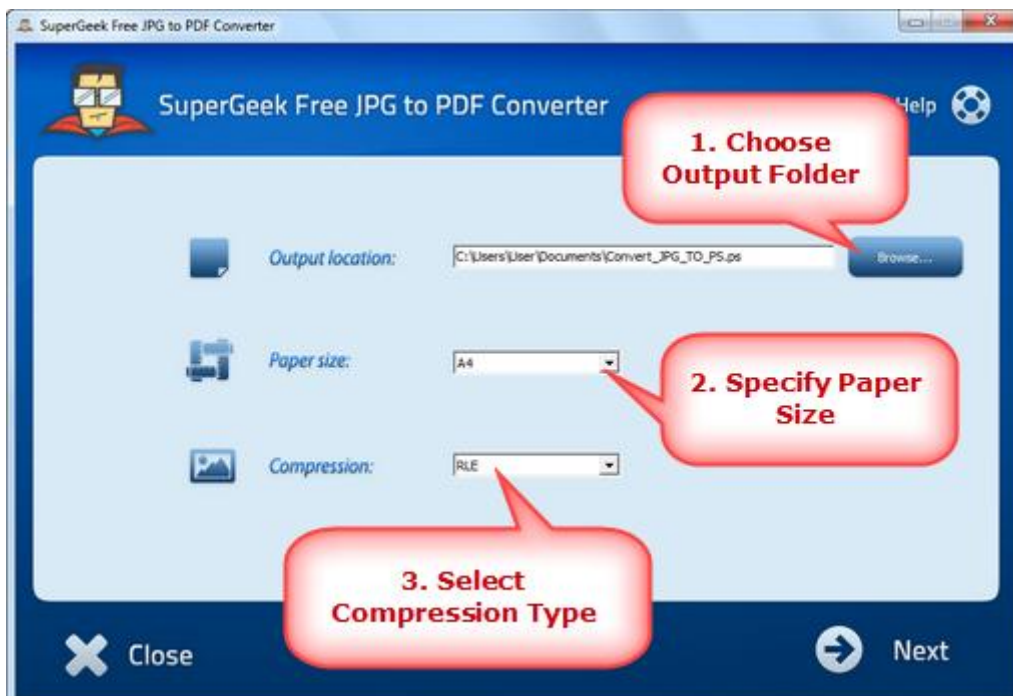 SuperGeek Free JPG to PDF Converter
SuperGeek Free JPG to PDF Converter
Help
1. Choose
Output Folder
Output location:
C:\Users\User\Documents\Convert_JPG_TO_PS.ps
Browse...
Paper size:
A4
2. Specify Paper
Size
Compression:
RLE
3. Select
Compression Type
Close
Next